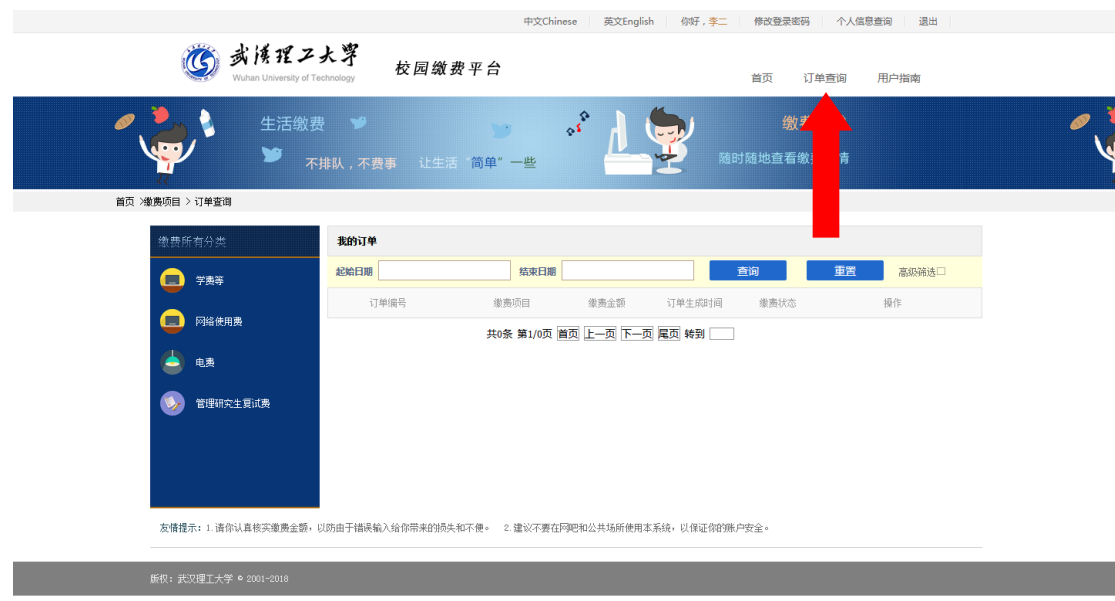 中文Chinese 英文English 你好，李二 修改登录密码 个人信息查询 退出
武汉理工大学
Wuhan University of Technology
校园缴费平台
首页 订单查询 用户指南
生活缴费
不排队，不费事 让生活“简单”一些
缴费
随时随地查看缴 情
首页 >缴费项目 > 订单查询
缴费所有分类
学费等
网络使用费
电费
管理研究生复试费
我的订单
起始日期 结束日期 查询 重置 高级筛选
订单编号 缴费项目 缴费金额 订单生成时间 缴费状态 操作
共0条 第1/0页 首页 上一页 下一页 尾页 转到
友情提示：1.请你认真核实缴费金额，以防由于错误输入给你带来的损失和不便。 2.建议不要在网吧和公共场所使用本系统，以保证你的账户安全。
版权：武汉理工大学 © 2001-2018